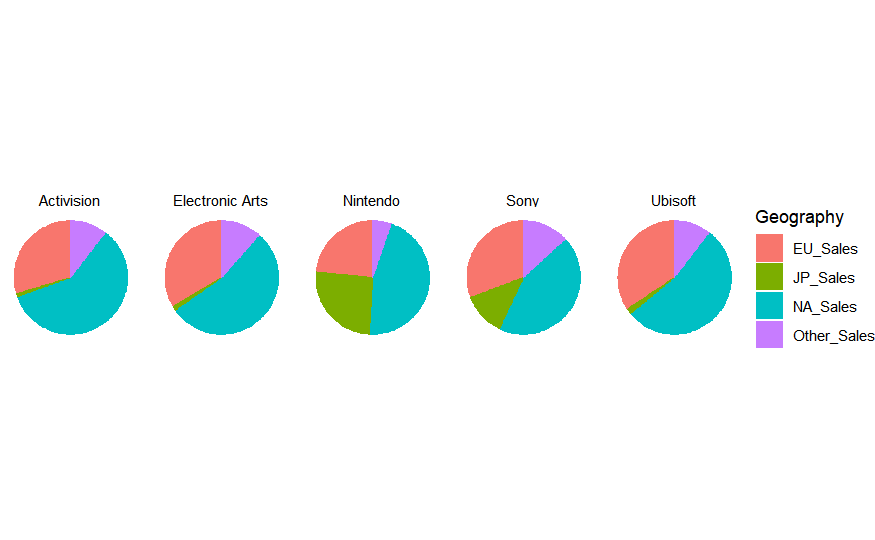 Activision
Electronic Arts
Nintendo
Sony
Ubisoft
Geography
EU_Sales
JP_Sales
NA_Sales
Other_Sales